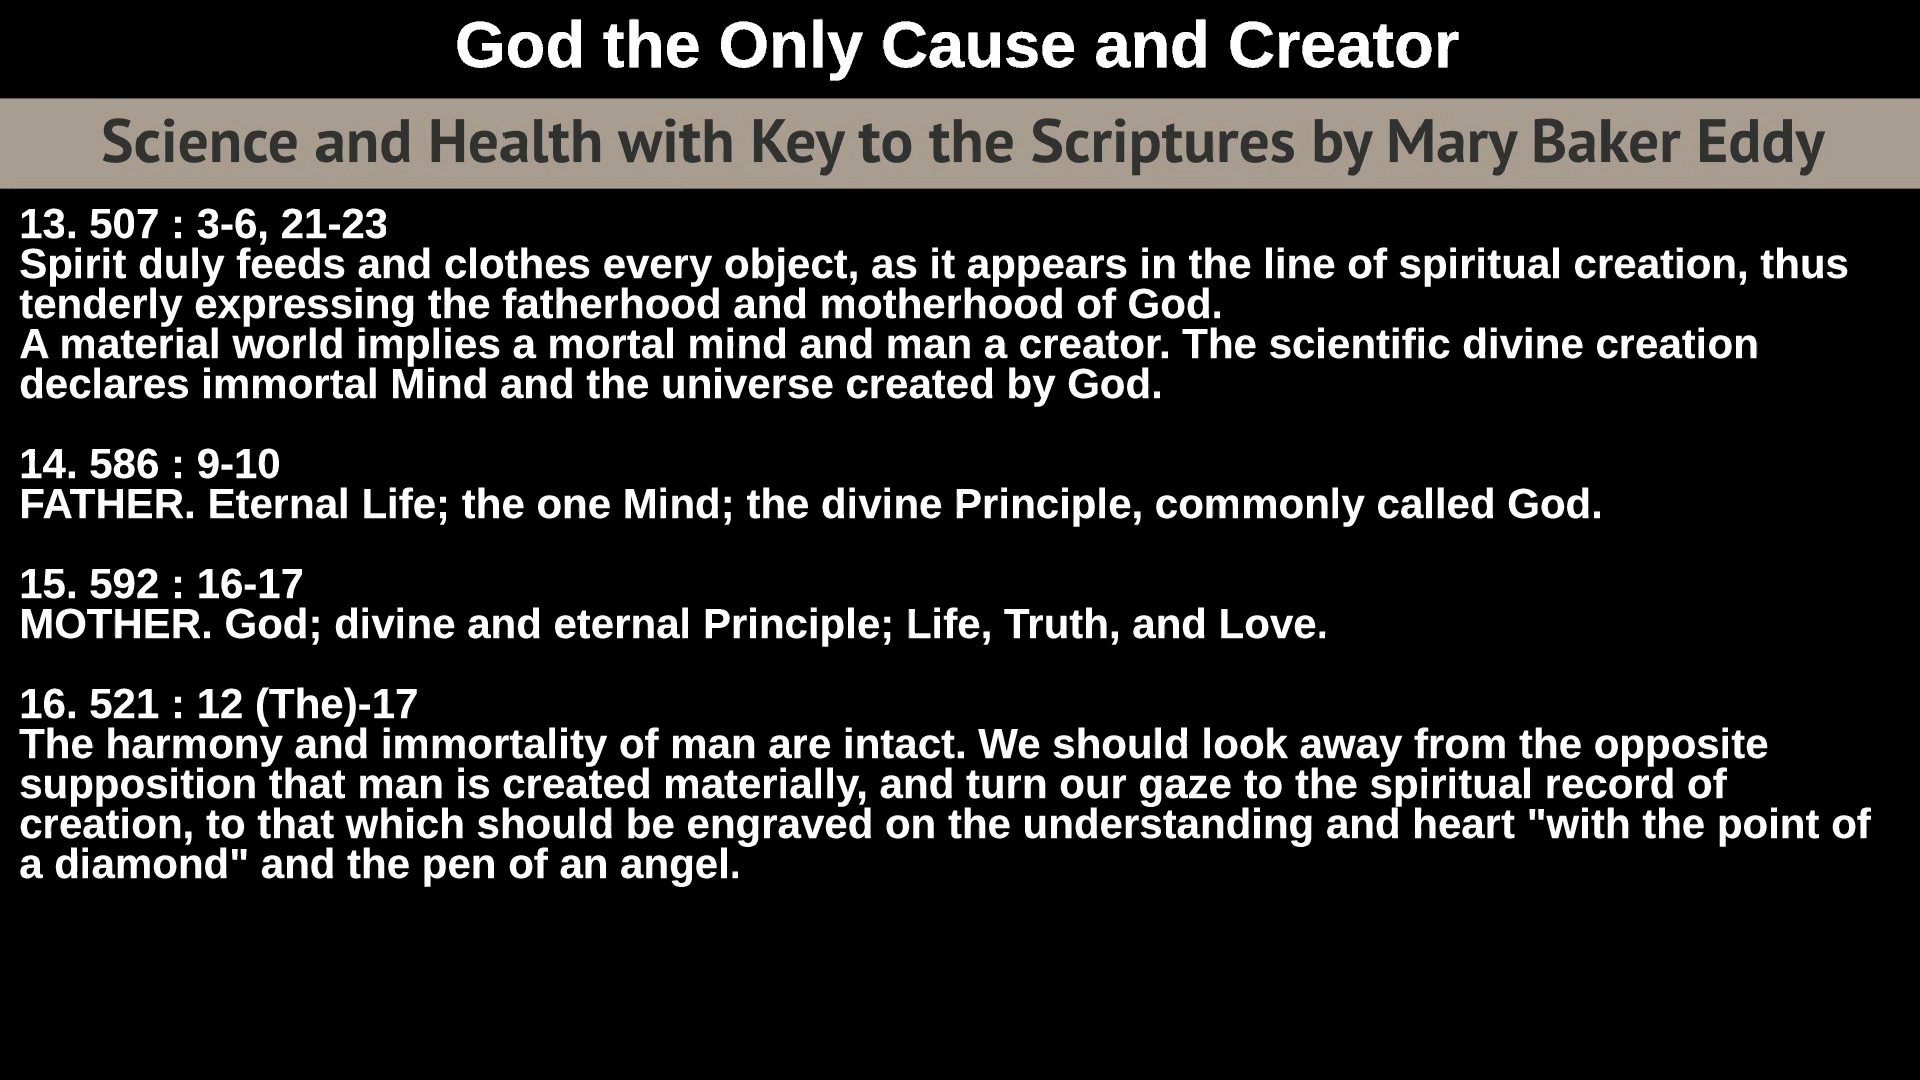 God the Only Cause and Creator
Science and Health with Key to the Scriptures by Mary Baker Eddy
13. 507 : 3-6, 21-23
Spirit duly feeds and clothes every object, as it appears in the line of spiritual creation, thus
tenderly expressing the fatherhood and motherhood of God.
A material world implies a mortal mind and man a creator. The scientific divine creation
declares immortal Mind and the universe created by God.
14. 586 : 9-10
FATHER. Eternal Life; the one Mind; the divine Principle, commonly called God.
15. 592 : 16-17
MOTHER. God; divine and eternal Principle; Life, Truth, and Love.
16. 521 : 12 (The)-17
The harmony and immortality of man are intact. We should look away from the opposite
supposition that man is created materially, and turn our gaze to the spiritual record of
creation, to that which should be engraved on the understanding and heart "with the point of
a diamond" and the pen of an angel.